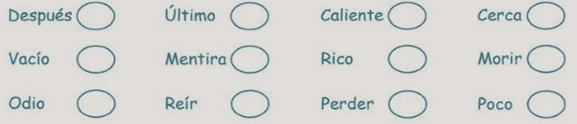 Después Último Caliente Cerca
Vacío Mentira Rico Morir
Odio Reír Perder Poco